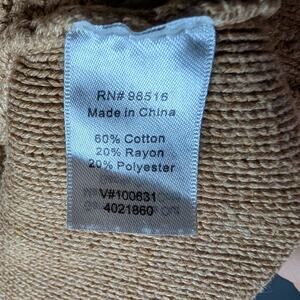 RN# 98516
Made in China
60% Cotton
20% Rayon
20% Polyester
V#100631
4021860